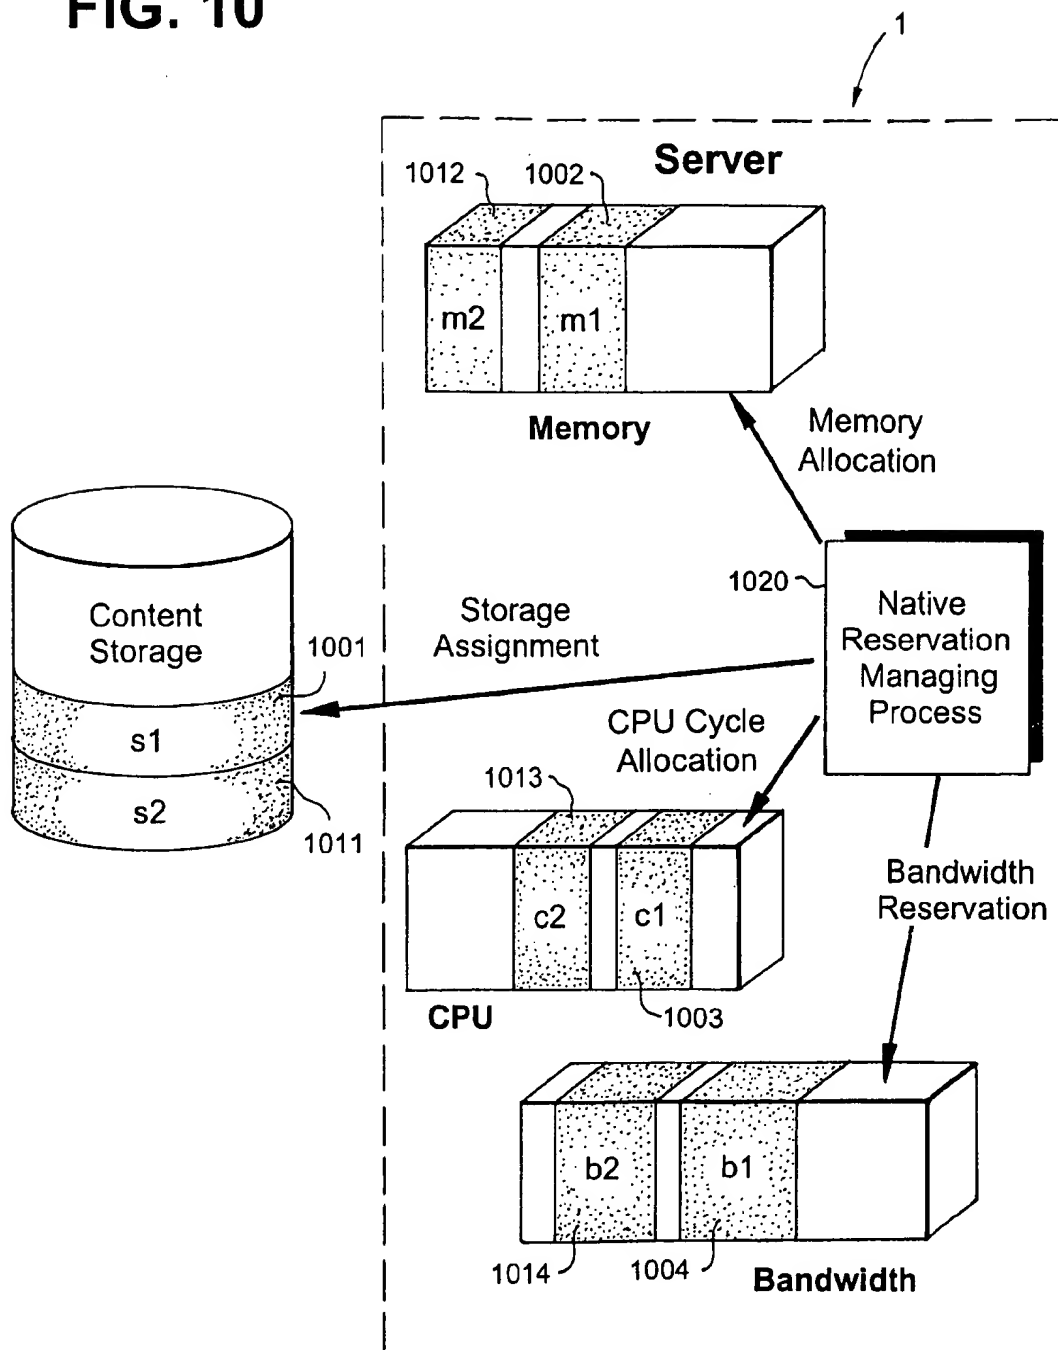 FIG. 10
1
Server
1012
1002
m2
m1
Memory
Memory
Allocation
1020
Native
Reservation
Managing
Process
Storage
Assignment
Content
Storage
1001
s1
s2
1011
CPU Cycle
Allocation
1013
c2
c1
CPU
1003
Bandwidth
Reservation
b2
b1
1014
1004
Bandwidth